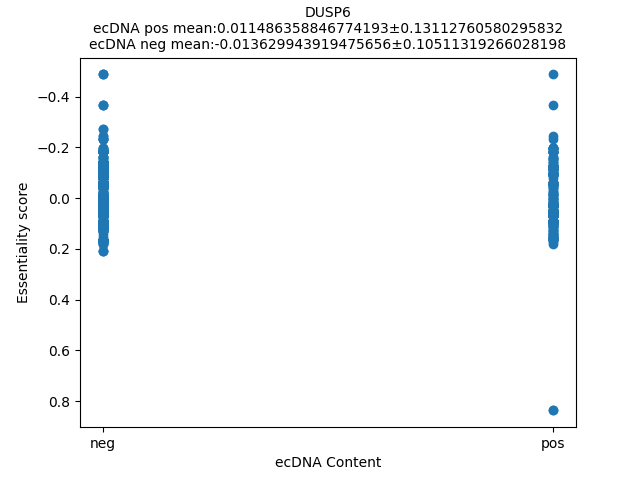 DUSP6
ecDNA pos mean:0.011486358846774193±0.13112760580295832
ecDNA neg mean:-0.013629943919475656±0.10511319266028198
−0.4
−0.2
0.0
0.2
0.4
0.6
0.8
Essentiality score
neg
pos
ecDNA Content